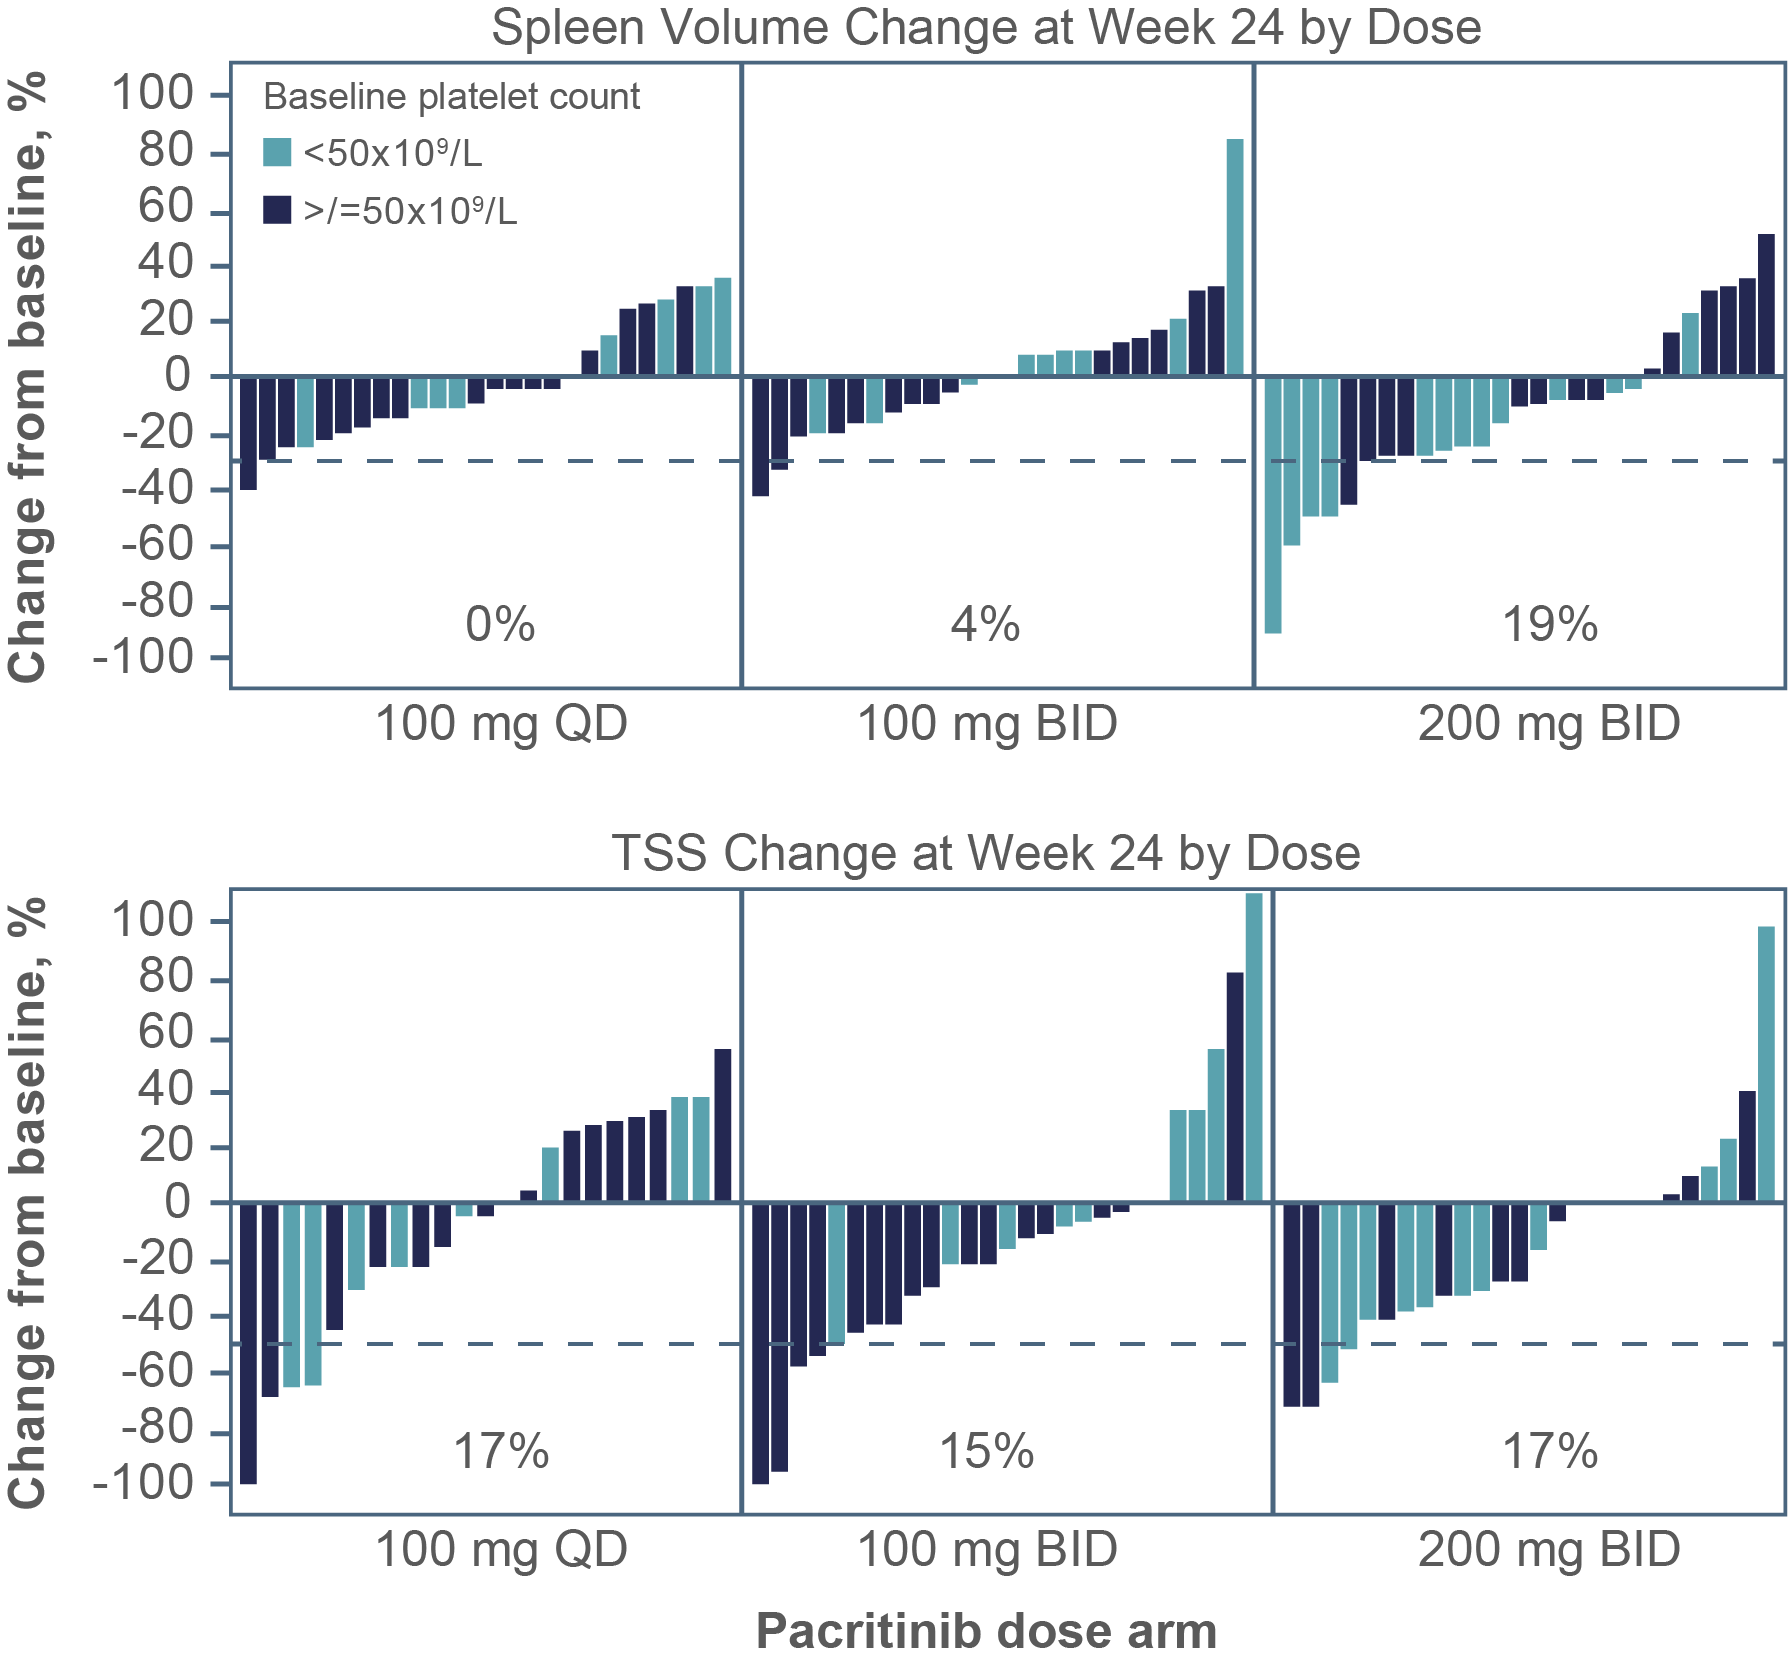 Spleen Volume Change at Week 24 by Dose
Change from baseline, %
100
80
60
40
20
0
-20
-40
-60
-80
-100
Baseline platelet count
<50x10⁹/L
>/=50x10⁹/L
0%
4%
19%
100 mg QD
100 mg BID
200 mg BID
TSS Change at Week 24 by Dose
Change from baseline, %
100
80
60
40
20
0
-20
-40
-60
-80
-100
17%
15%
17%
100 mg QD
100 mg BID
200 mg BID
Pacritinib dose arm